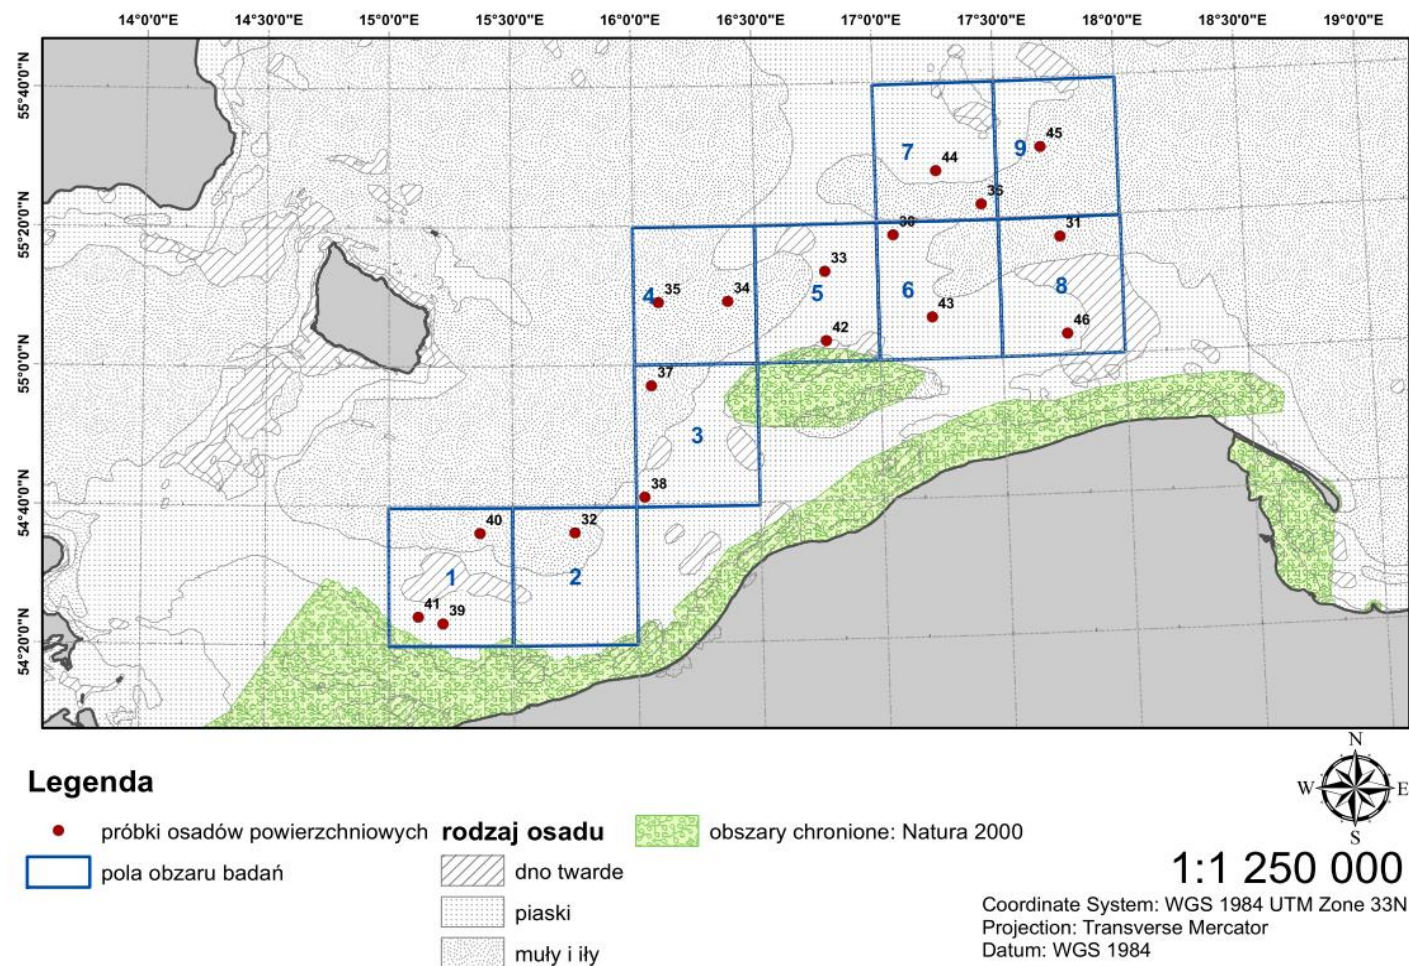 14°0'0"E 14°30'0"E 15°0'0"E 15°30'0"E 16°0'0"E 16°30'0"E 17°0'0"E 17°30'0"E 18°0'0"E 18°30'0"E 19°0'0"E
55°40'0"N
55°20'0"N
55°0'0"N
54°40'0"N
54°20'0"N
7
44
9
45
36
30
31
33
5
6
43
8
46
42
4
35
34
37
3
38
40
32
1
2
41
39
N
W
E
S
Legenda
próbki osadów powierzchniowych
pola obzaru badań
rodzaj osadu
dno twarde
piaski
muły i iły
obszary chronione: Natura 2000
1:1 250 000
Coordinate System: WGS 1984 UTM Zone 33N
Projection: Transverse Mercator
Datum: WGS 1984